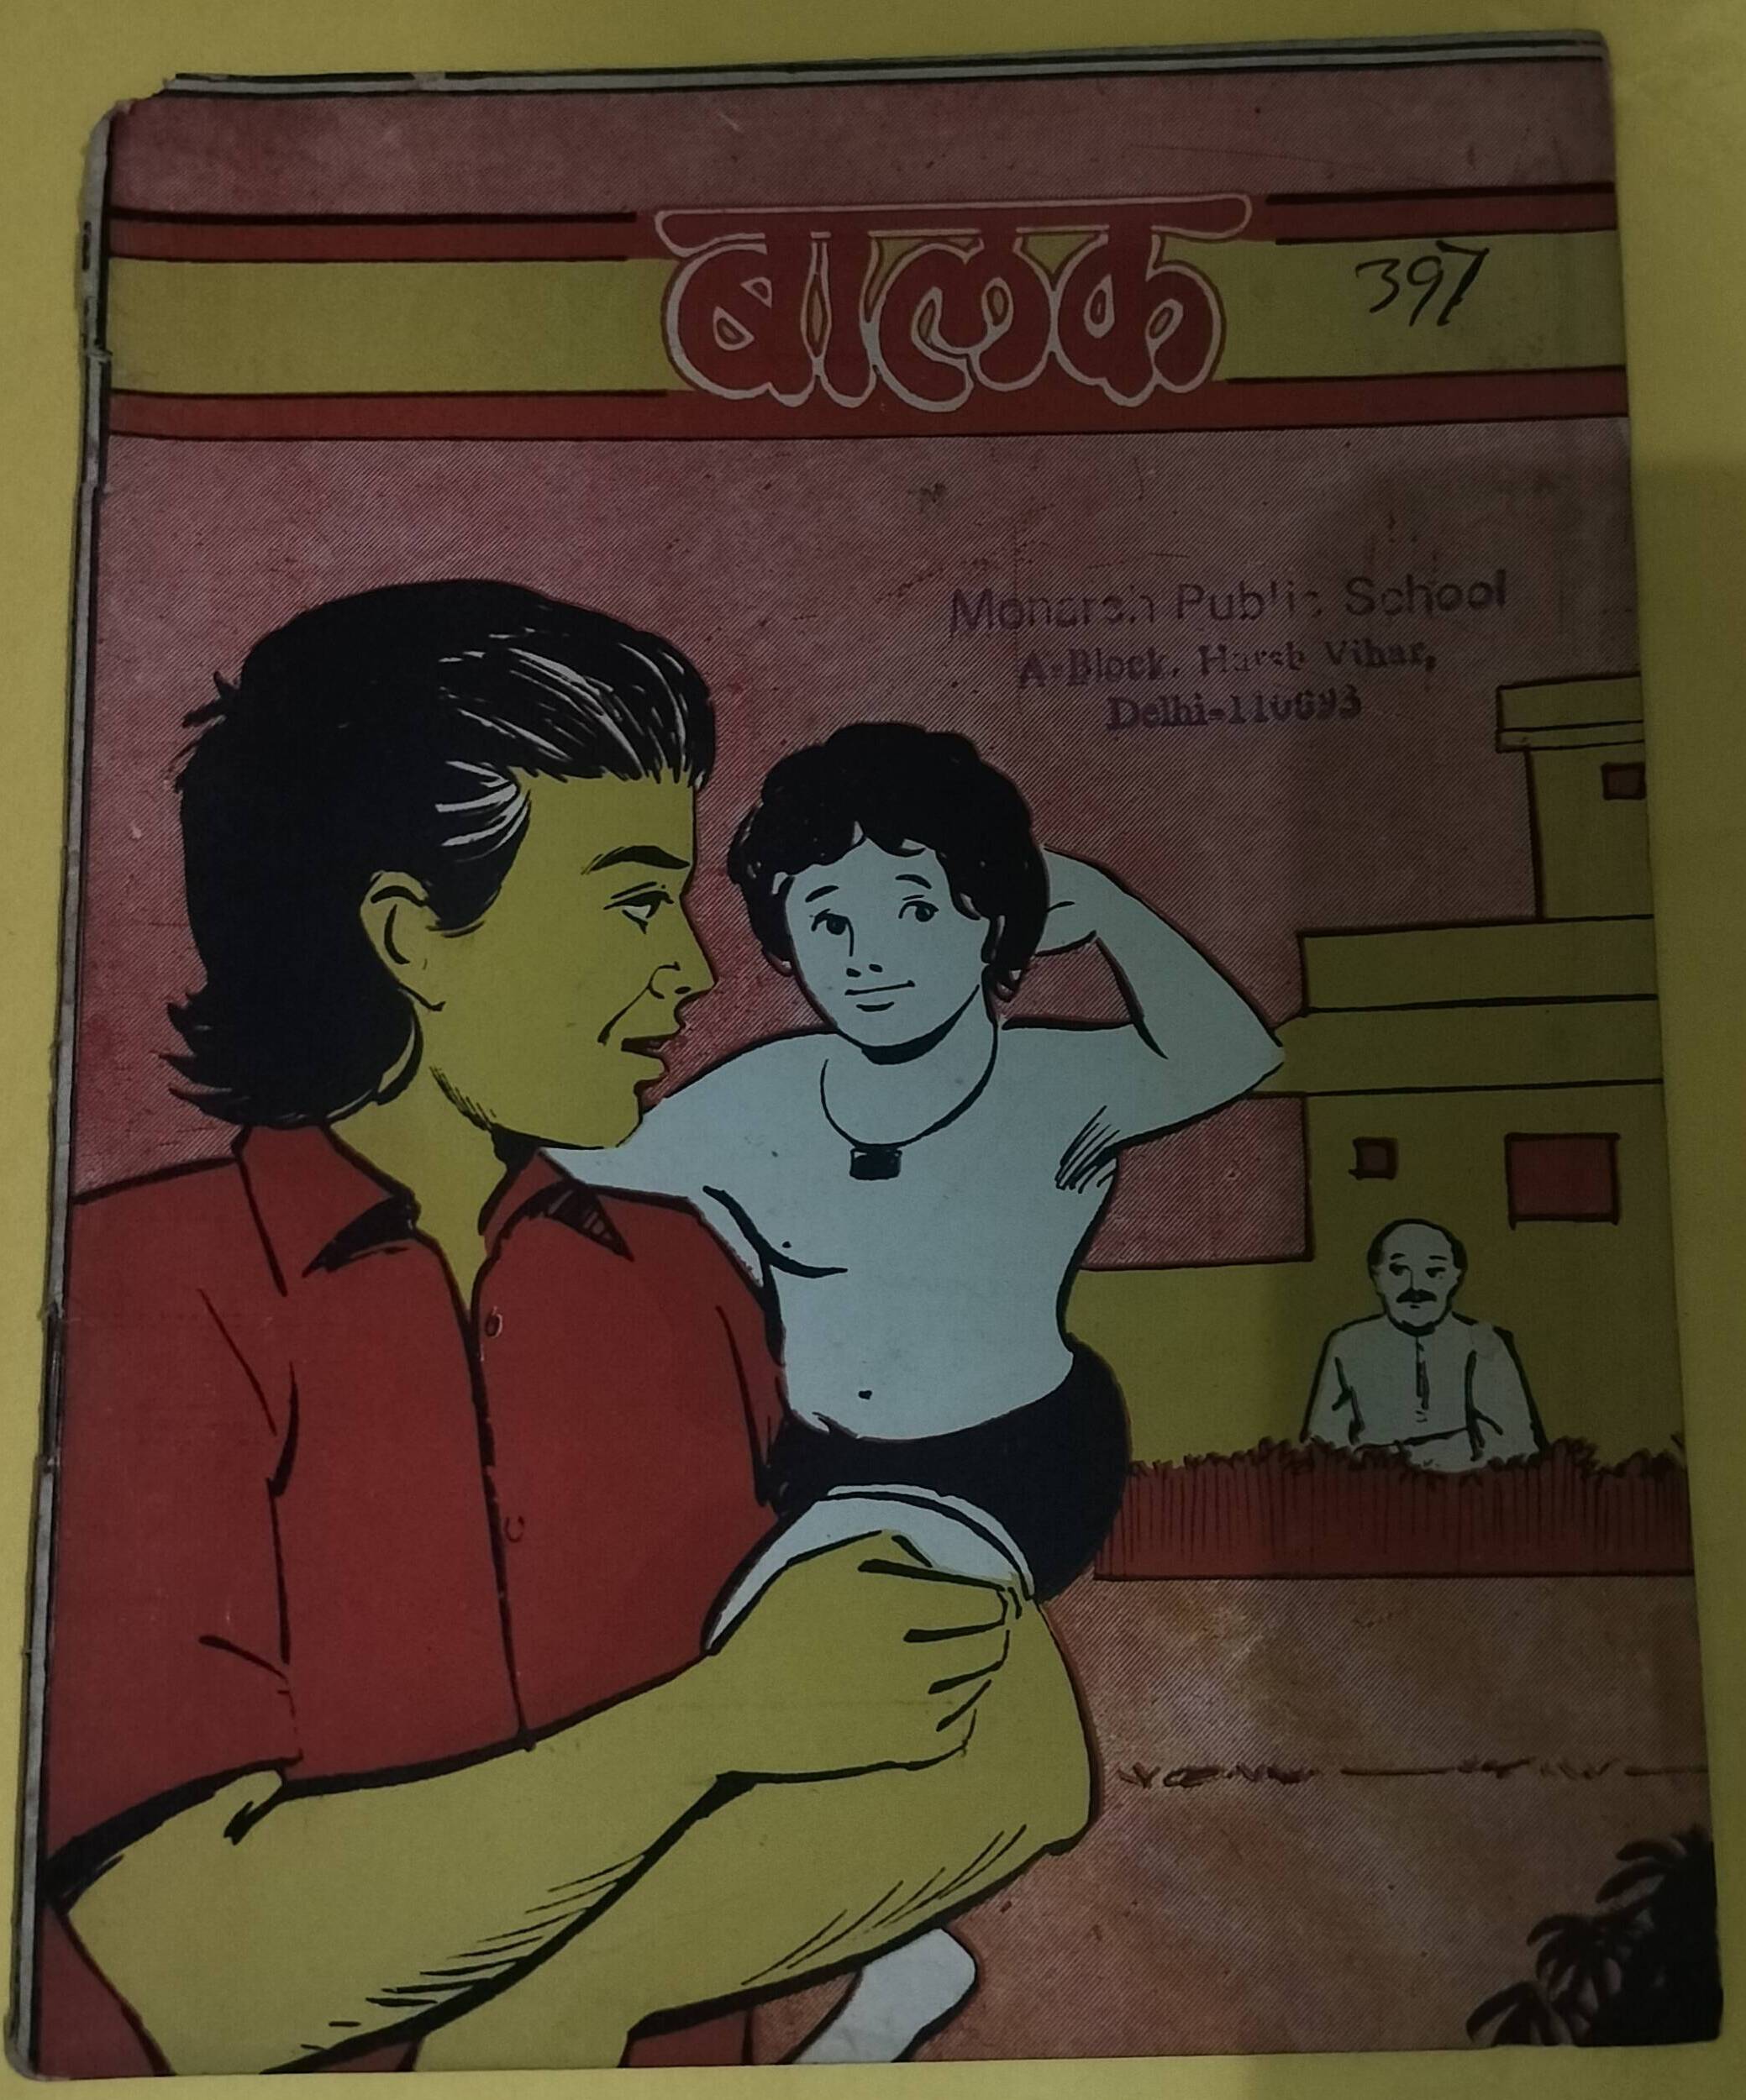 बालक
397
Monarch Public School
A-Block, Harsh Vihar,
Delhi-110093